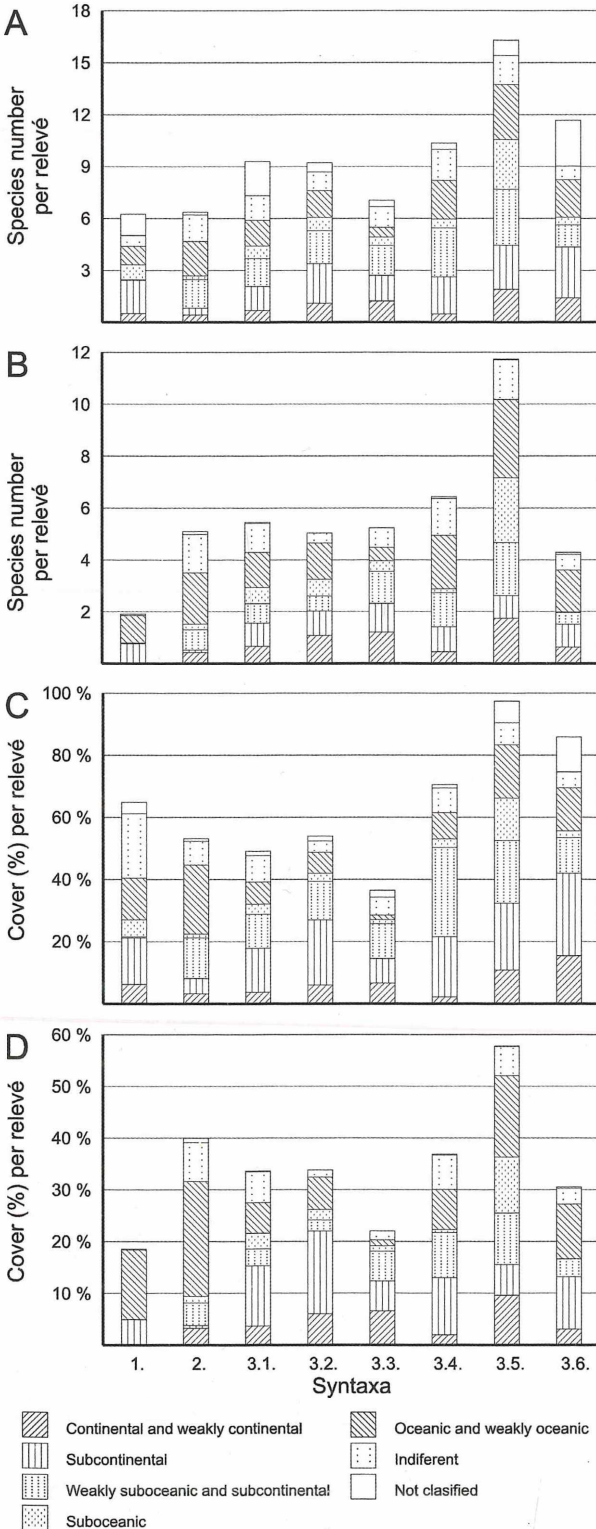 A
Species number
per relevé
18
15
12
9
6
3
B
Species number
per relevé
12
10
8
6
4
2
C
Cover (%) per relevé
100 %
80 %
60 %
40 %
20 %
D
Cover (%) per relevé
60 %
50 %
40 %
30 %
20 %
10 %
1. 2. 3.1. 3.2. 3.3. 3.4. 3.5. 3.6.
Syntaxa
Continental and weakly continental
Subcontinental
Weakly suboceanic and subcontinental
Suboceanic
Oceanic and weakly oceanic
Indiferent
Not clasified